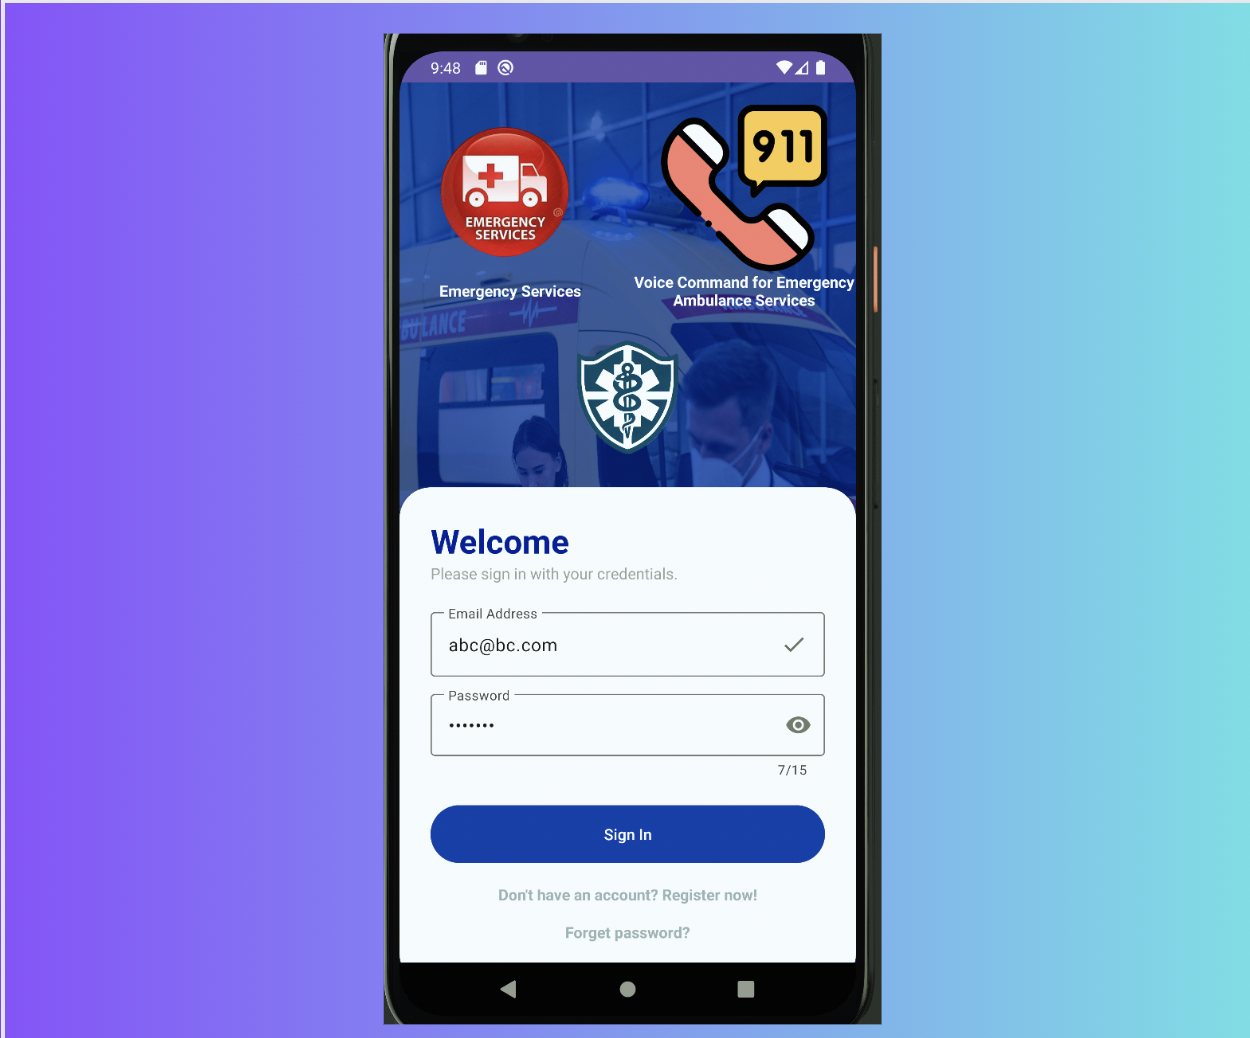 9:48
911
EMERGENCY
SERVICES
Emergency Services
Voice Command for Emergency
Ambulance Services
BULANCE
Welcome
Please sign in with your credentials.
Email Address
abc@bc.com
Password
•••••••
7/15
Sign In
Don't have an account? Register now!
Forget password?